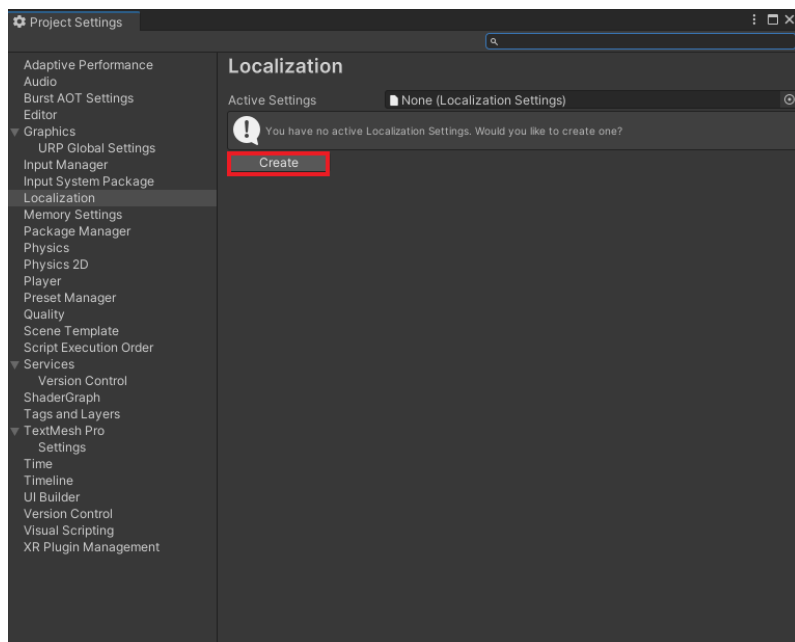 Project Settings
Adaptive Performance
Audio
Burst AOT Settings
Editor
Graphics
URP Global Settings
Input Manager
Input System Package
Localization
Memory Settings
Package Manager
Physics
Physics 2D
Player
Preset Manager
Quality
Scene Template
Script Execution Order
Services
Version Control
ShaderGraph
Tags and Layers
TextMesh Pro
Settings
Time
Timeline
UI Builder
Version Control
Visual Scripting
XR Plugin Management
Localization
Active Settings None (Localization Settings)
You have no active Localization Settings. Would you like to create one?
Create